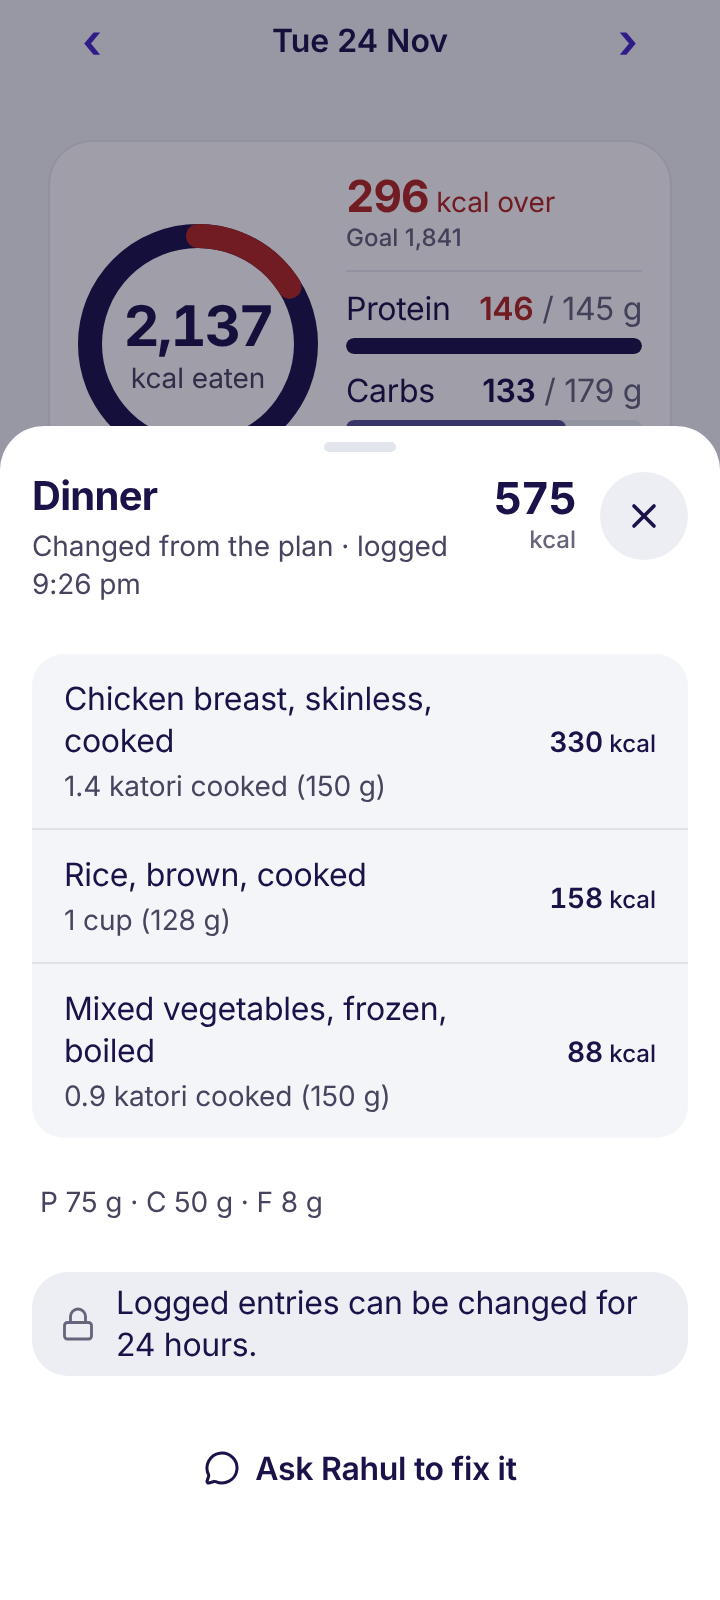 ‹ Tue 24 Nov ›
296 kcal over
Goal 1,841
2,137
kcal eaten
Protein 146 / 145 g
Carbs 133 / 179 g
Dinner
575
kcal
Changed from the plan · logged
9:26 pm
Chicken breast, skinless,
cooked
330 kcal
1.4 katori cooked (150 g)
Rice, brown, cooked
158 kcal
1 cup (128 g)
Mixed vegetables, frozen,
boiled
88 kcal
0.9 katori cooked (150 g)
P 75 g · C 50 g · F 8 g
Logged entries can be changed for
24 hours.
Ask Rahul to fix it